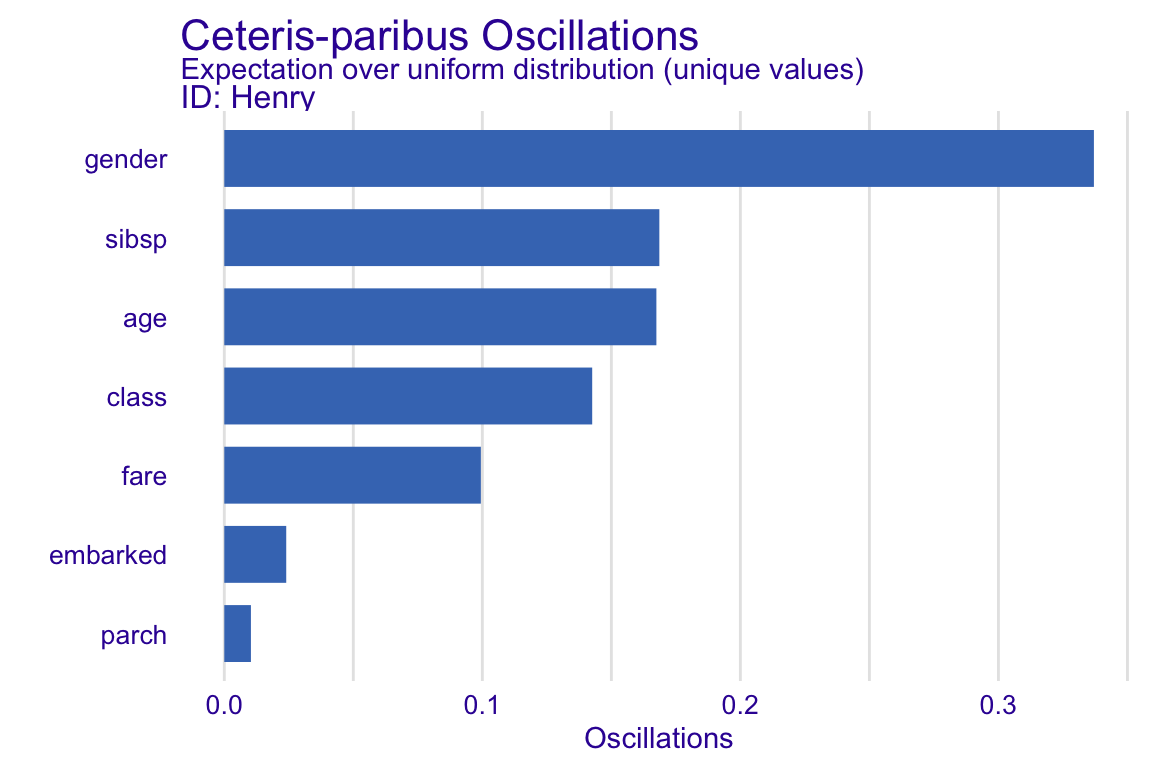 Ceteris-paribus Oscillations
Expectation over uniform distribution (unique values)
ID: Henry
gender
sibsp
age
class
fare
embarked
parch
0.0 0.1 0.2 0.3
Oscillations